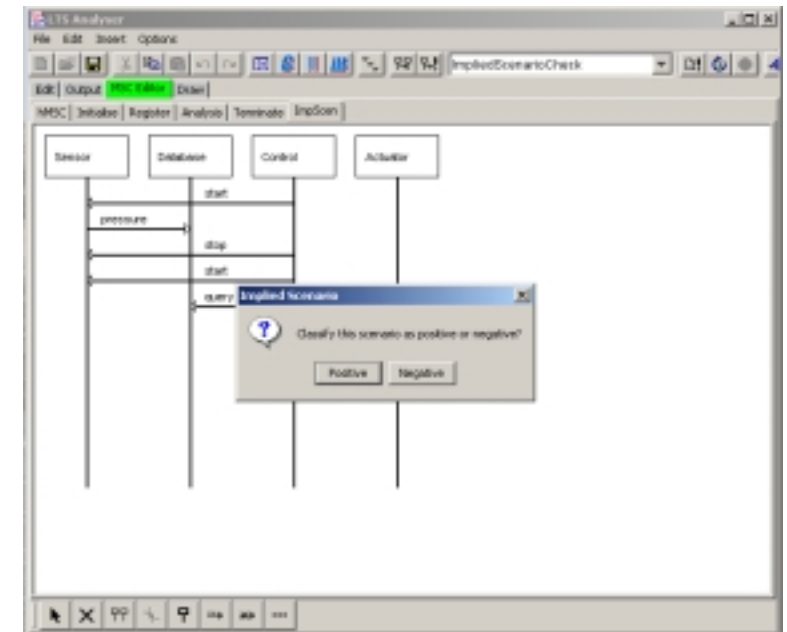 LTS Analyser
File Edit Insert Options
ImpliedScenarioCheck
Edit Output MSC Editor Draw
hMSC Initialise Register Analysis Terminate ImpScen
Sensor Database Control Actuator
start
pressure
stop
start
query
Implied Scenario
Classify this scenario as positive or negative?
Positive Negative